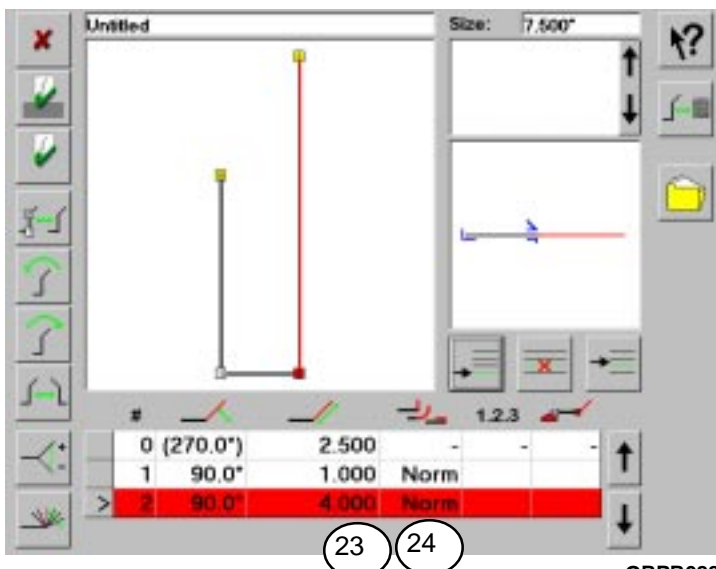 Untitled Size: 7.500"
# 1.2.3
0 (270.0°) 2.500 - - -
1 90.0° 1.000 Norm
> 2 90.0° 4.000 Norm
23 24